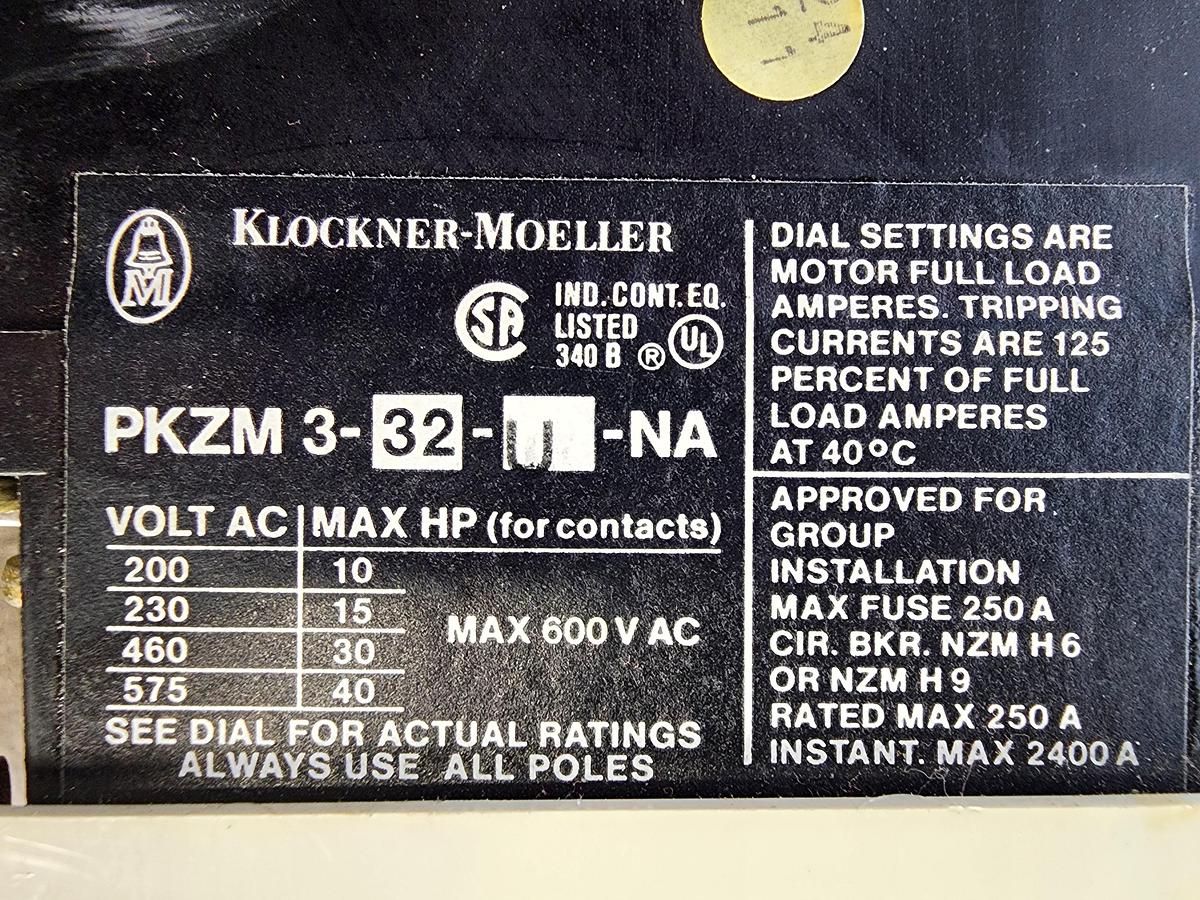 KLOCKNER-MOELLER
M
SA
IND. CONT. EQ.
LISTED
340 B ® UL
PKZM 3-32-U-NA
VOLT AC MAX HP (for contacts)
200 10
230 15
460 30
575 40
MAX 600 V AC
SEE DIAL FOR ACTUAL RATINGS
ALWAYS USE ALL POLES
DIAL SETTINGS ARE
MOTOR FULL LOAD
AMPERES. TRIPPING
CURRENTS ARE 125
PERCENT OF FULL
LOAD AMPERES
AT 40°C
APPROVED FOR
GROUP
INSTALLATION
MAX FUSE 250 A
CIR. BKR. NZM H 6
OR NZM H 9
RATED MAX 250 A
INSTANT. MAX 2400 A